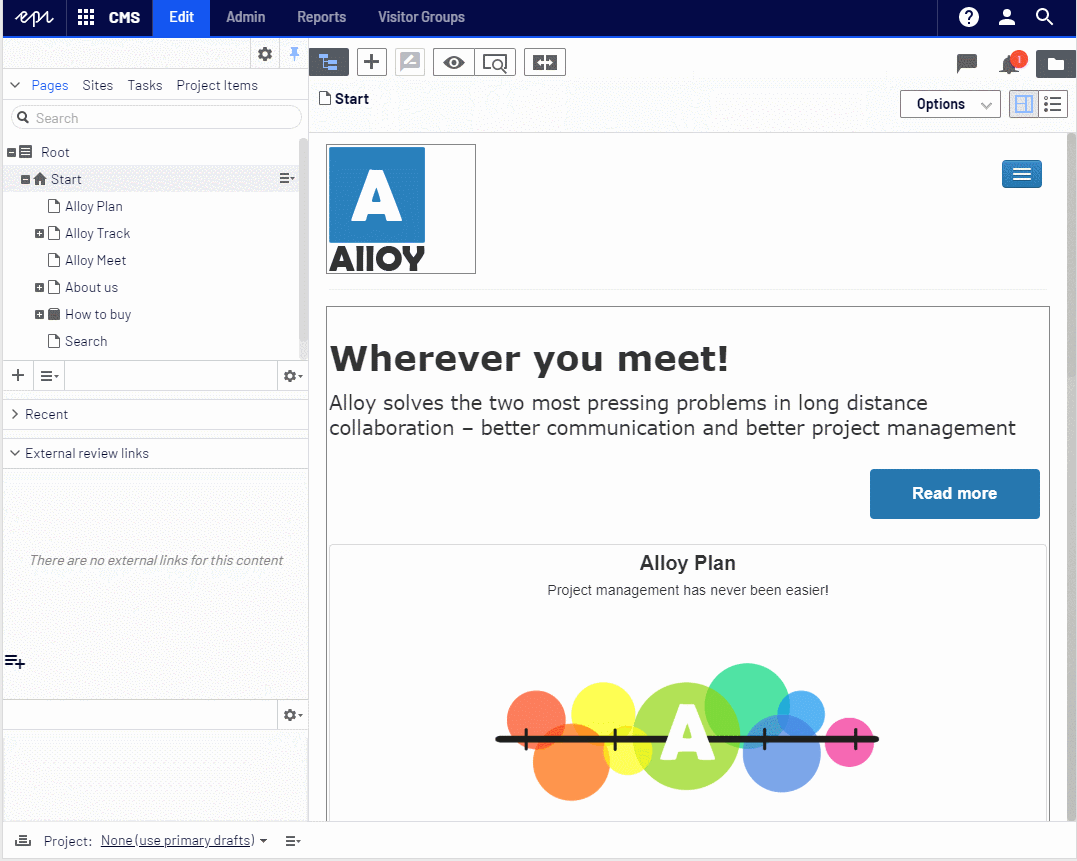 epi CMS Edit Admin Reports Visitor Groups
1
Pages Sites Tasks Project Items
Start
Options
Search
Root
Start
Alloy Plan
Alloy Track
Alloy Meet
About us
How to buy
Search
Recent
External review links
There are no external links for this content
A
Alloy
Wherever you meet!
Alloy solves the two most pressing problems in long distance
collaboration – better communication and better project management
Read more
Alloy Plan
Project management has never been easier!
A
Project: None (use primary drafts)